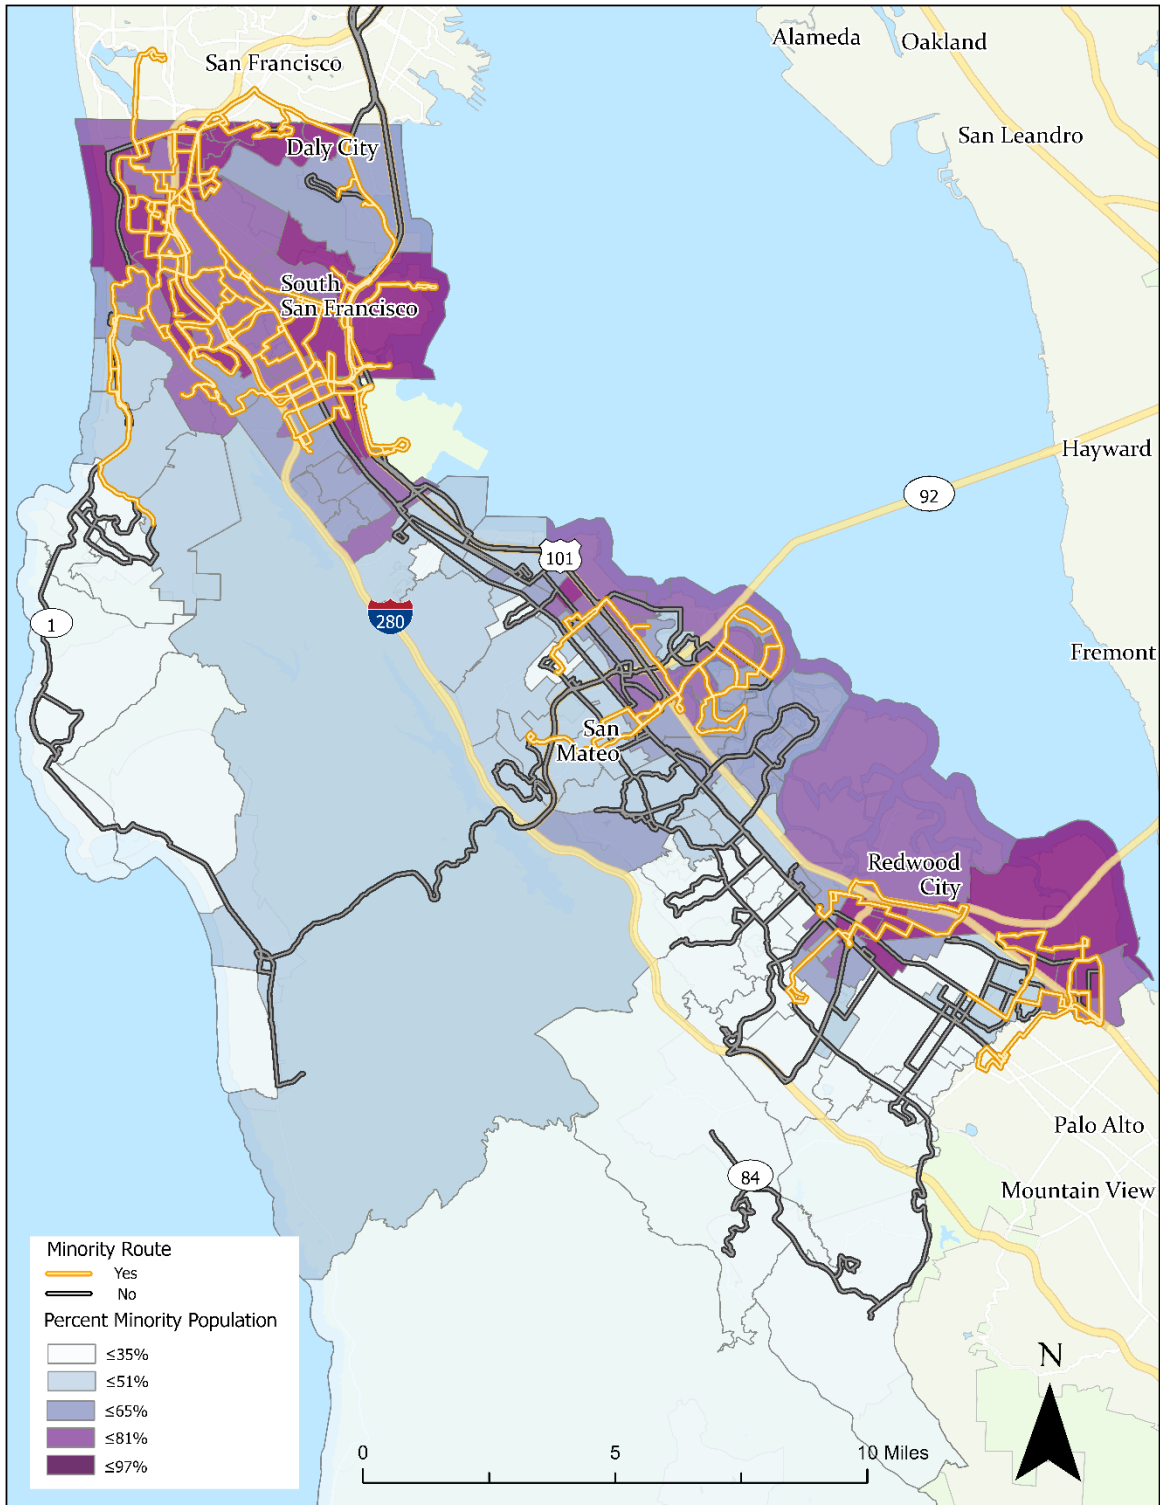 Alameda
Oakland
San Francisco
San Leandro
Daly City
South
San Francisco
Hayward
92
101
280
1
Fremont
San
Mateo
Redwood
City
Palo Alto
84
Mountain View
Minority Route
Yes
No
Percent Minority Population
≤35%
≤51%
≤65%
≤81%
≤97%
N
0
5
10 Miles